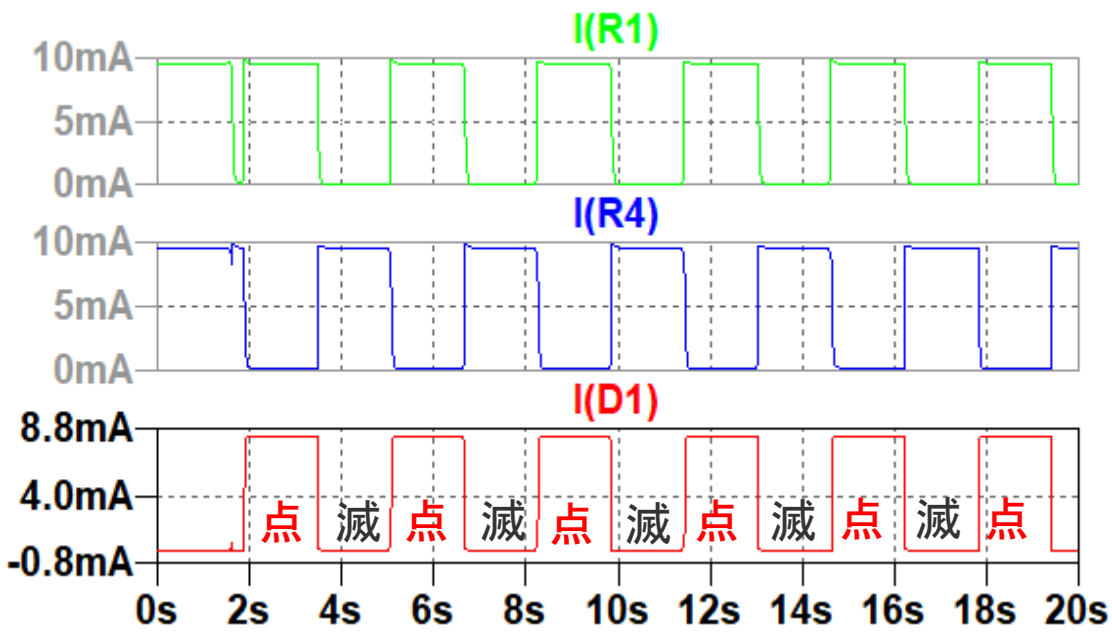 I(R1)
10mA
5mA
0mA
I(R4)
10mA
5mA
0mA
I(D1)
8.8mA
4.0mA
-0.8mA
点 滅 点 滅 点 滅 点 滅 点 滅 点
0s 2s 4s 6s 8s 10s 12s 14s 16s 18s 20s